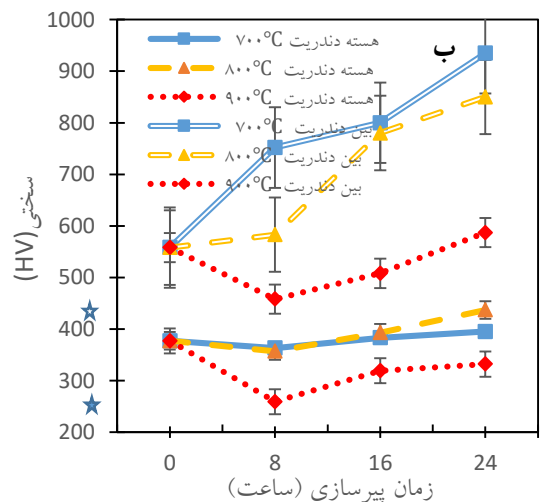 ب
هسته دندریت ۷۰۰°C
هسته دندریت ۸۰۰°C
هسته دندریت ۹۰۰°C
بین دندریت ۷۰۰°C
بین دندریت ۸۰۰°C
بین دندریت ۹۰۰°C
سختی(HV)
1000
900
800
700
600
500
400
300
200
0 8 16 24
زمان پیرسازی (ساعت)